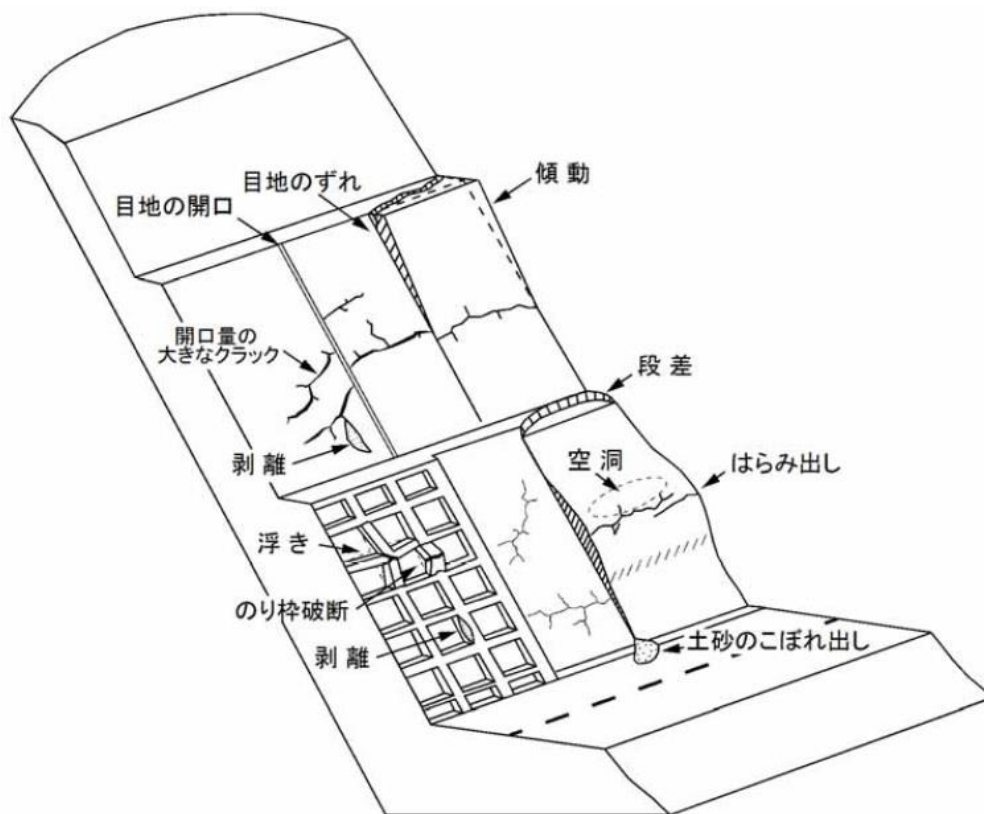 傾動
目地のずれ
目地の開口
開口量の
大きなクラック
段差
剥離
空洞
はらみ出し
浮き
のり枠破断
剥離
土砂のこぼれ出し